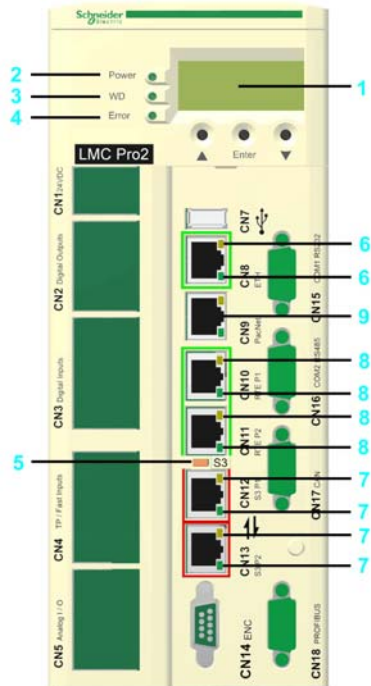 Schneider
2
Power
1
3
WD
4
Error
Enter
LMC Pro2
CN1 24VDC
CN2 Digital Outputs
CN3 Digital Inputs
CN4 TP / Fast Inputs
CN5 Analog I / O
CN7
6
CN8 ETH
6
CN9 PacNet
9
CN10 RTE P1
8
8
CN11 RTE P2
8
8
5
S3
CN12 S3 P1
7
7
CN13 S3 P2
7
7
CN14 ENC
COM1 RS232
CN15
COM2 RS485
CN16
CN17 CAN
CN18 PROFIBUS